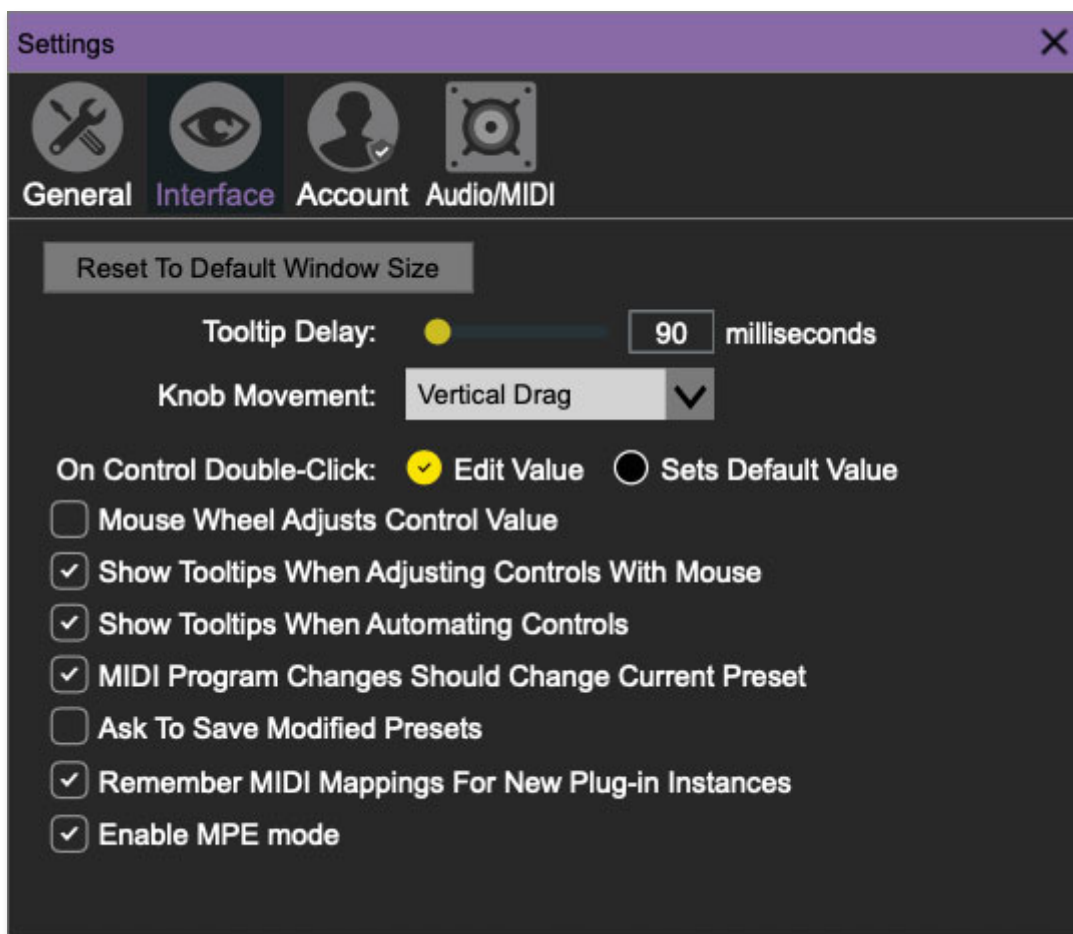 Settings
General Interface Account Audio/MIDI
Reset To Default Window Size
Tooltip Delay: 90 milliseconds
Knob Movement: Vertical Drag
On Control Double-Click: Edit Value Sets Default Value
Mouse Wheel Adjusts Control Value
Show Tooltips When Adjusting Controls With Mouse
Show Tooltips When Automating Controls
MIDI Program Changes Should Change Current Preset
Ask To Save Modified Presets
Remember MIDI Mappings For New Plug-in Instances
Enable MPE mode